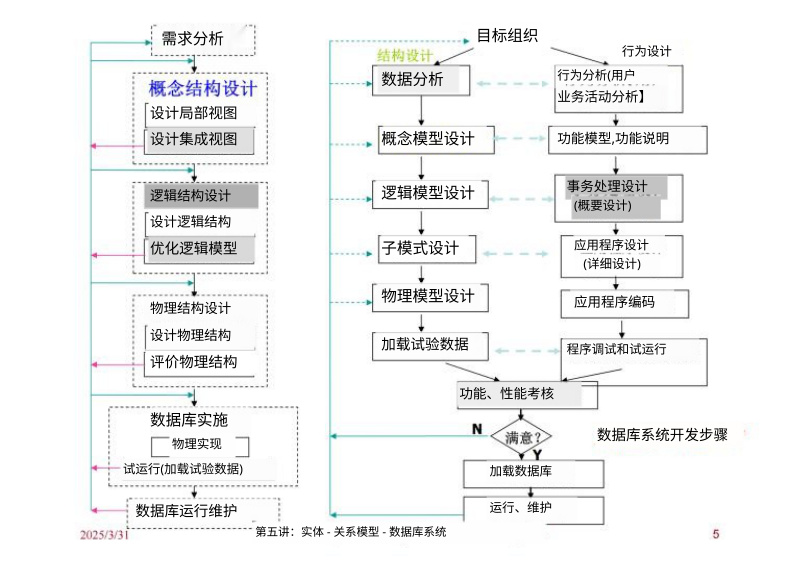 需求分析
概念结构设计
设计局部视图
设计集成视图
逻辑结构设计
设计逻辑结构
优化逻辑模型
物理结构设计
设计物理结构
评价物理结构
数据库实施
物理实现
试运行(加载试验数据)
数据库运行维护
目标组织
结构设计
行为设计
数据分析
行为分析(用户
业务活动分析】
概念模型设计
功能模型,功能说明
逻辑模型设计
事务处理设计
(概要设计)
子模式设计
应用程序设计
(详细设计)
物理模型设计
应用程序编码
加载试验数据
程序调试和试运行
功能、性能考核
N
满意?
Y
数据库系统开发步骤
加载数据库
运行、维护
2025/3/31
第五讲：实体 - 关系模型 - 数据库系统
5